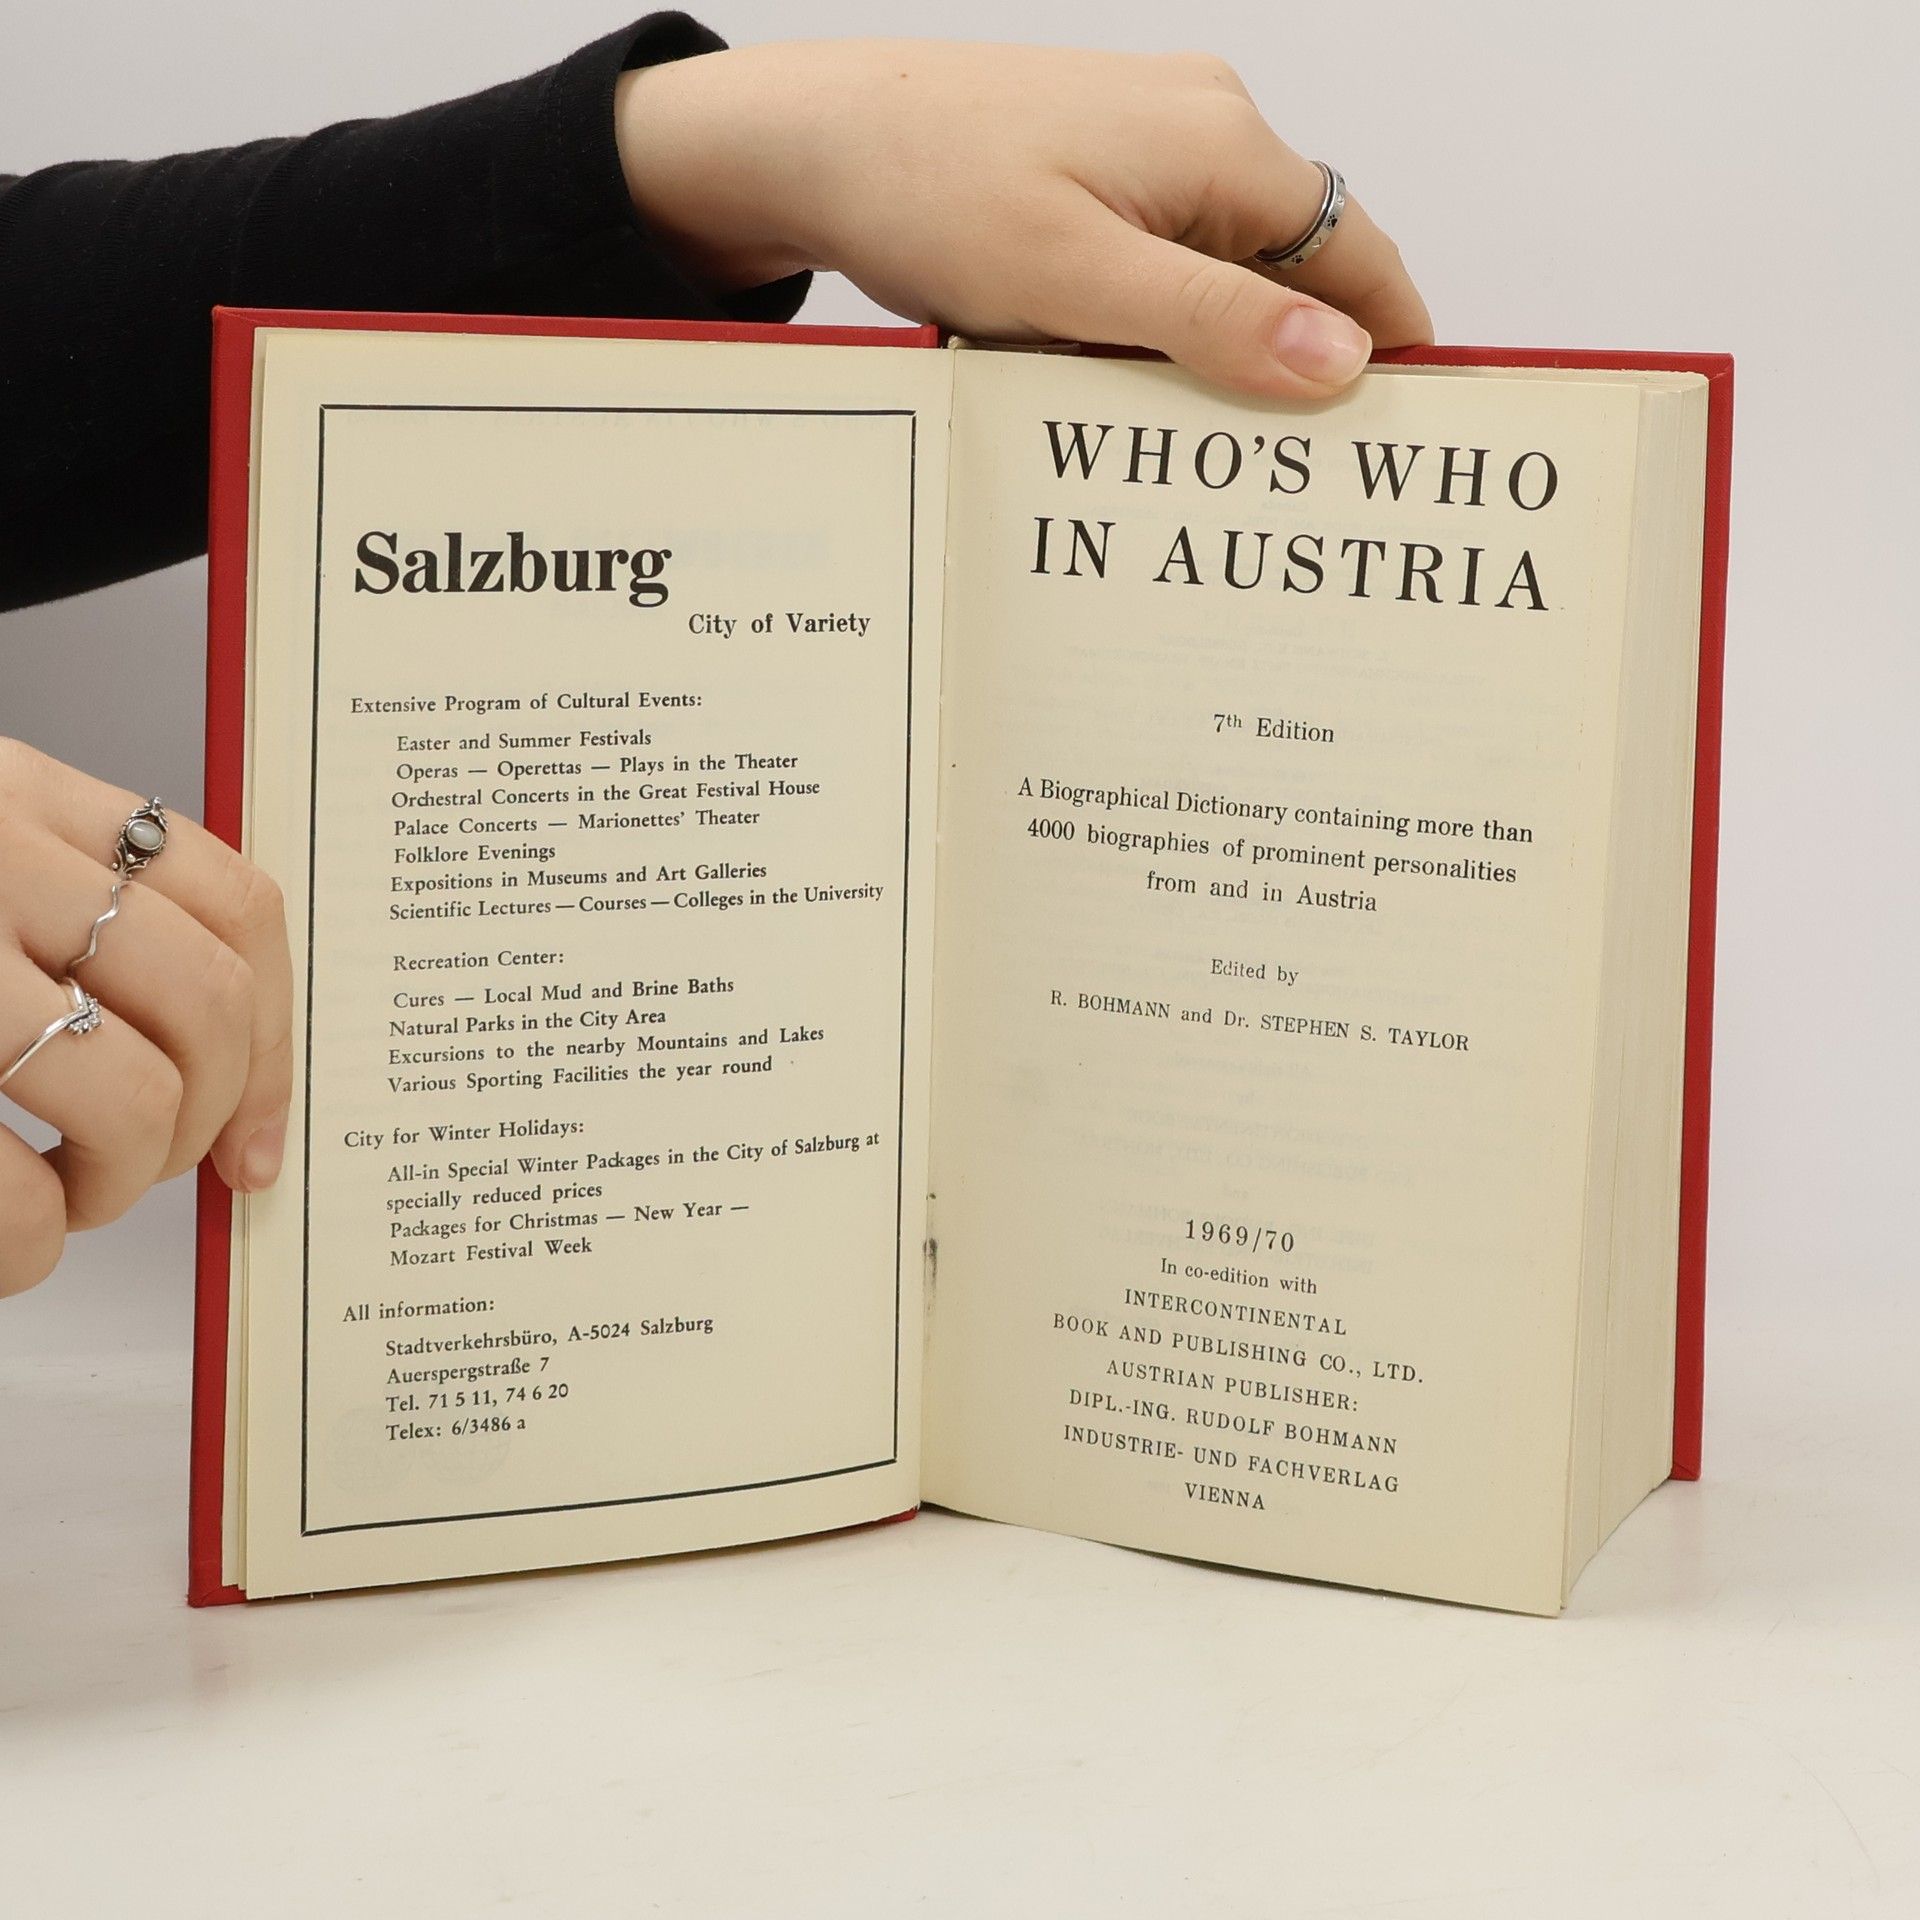 Salzburg
City of Variety
Extensive Program of Cultural Events:
Easter and Summer Festivals
Operas — Operettas — Plays in the Theater
Orchestral Concerts in the Great Festival House
Palace Concerts — Marionettes' Theater
Folklore Evenings
Expositions in Museums and Art Galleries
Scientific Lectures — Courses — Colleges in the University
Recreation Center:
Cures — Local Mud and Brine Baths
Natural Parks in the City Area
Excursions to the nearby Mountains and Lakes
Various Sporting Facilities the year round
City for Winter Holidays:
All-in Special Winter Packages in the City of Salzburg at
specially reduced prices
Packages for Christmas — New Year —
Mozart Festival Week
All information:
Stadtverkehrsbüro, A-5024 Salzburg
Auerspergstraße 7
Tel. 71 5 11, 74 6 20
Telex: 6/3486 a
WHO'S WHO
IN AUSTRIA
7th Edition
A Biographical Dictionary containing more than
4000 biographies of prominent personalities
from and in Austria
Edited by
R. BOHMANN and Dr. STEPHEN S. TAYLOR
1969/70
In co-edition with
INTERCONTINENTAL
BOOK AND PUBLISHING CO., LTD.
AUSTRIAN PUBLISHER:
DIPL.-ING. RUDOLF BOHMANN
INDUSTRIE- UND FACHVERLAG
VIENNA